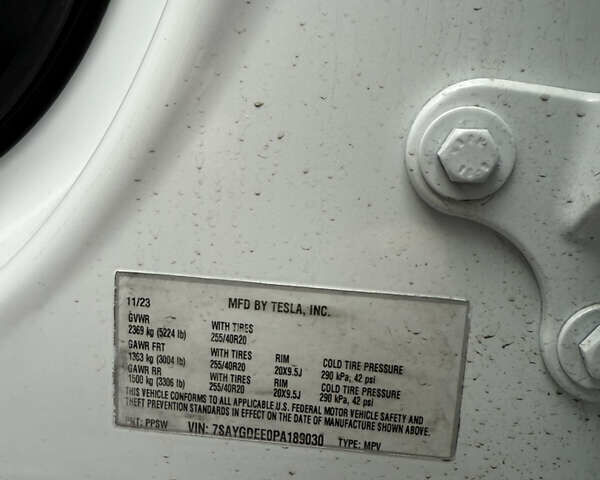 11/23 MFD BY TESLA, INC.
GVWR
2369 kg (5224 lb) WITH TIRES
255/40R20
GAWR FRT
1363 kg (3004 lb) WITH TIRES RIM COLD TIRE PRESSURE
255/40R20 20X9.5J 290 kPa, 42 psi
GAWR RR
1500 kg (3306 lb) WITH TIRES RIM COLD TIRE PRESSURE
255/40R20 20X9.5J 290 kPa, 42 psi
THIS VEHICLE CONFORMS TO ALL APPLICABLE U.S. FEDERAL MOTOR VEHICLE SAFETY AND
THEFT PREVENTION STANDARDS IN EFFECT ON THE DATE OF MANUFACTURE SHOWN ABOVE.
PNT: PPSW VIN: 7SAYGDEE0PA189030 TYPE: MPV